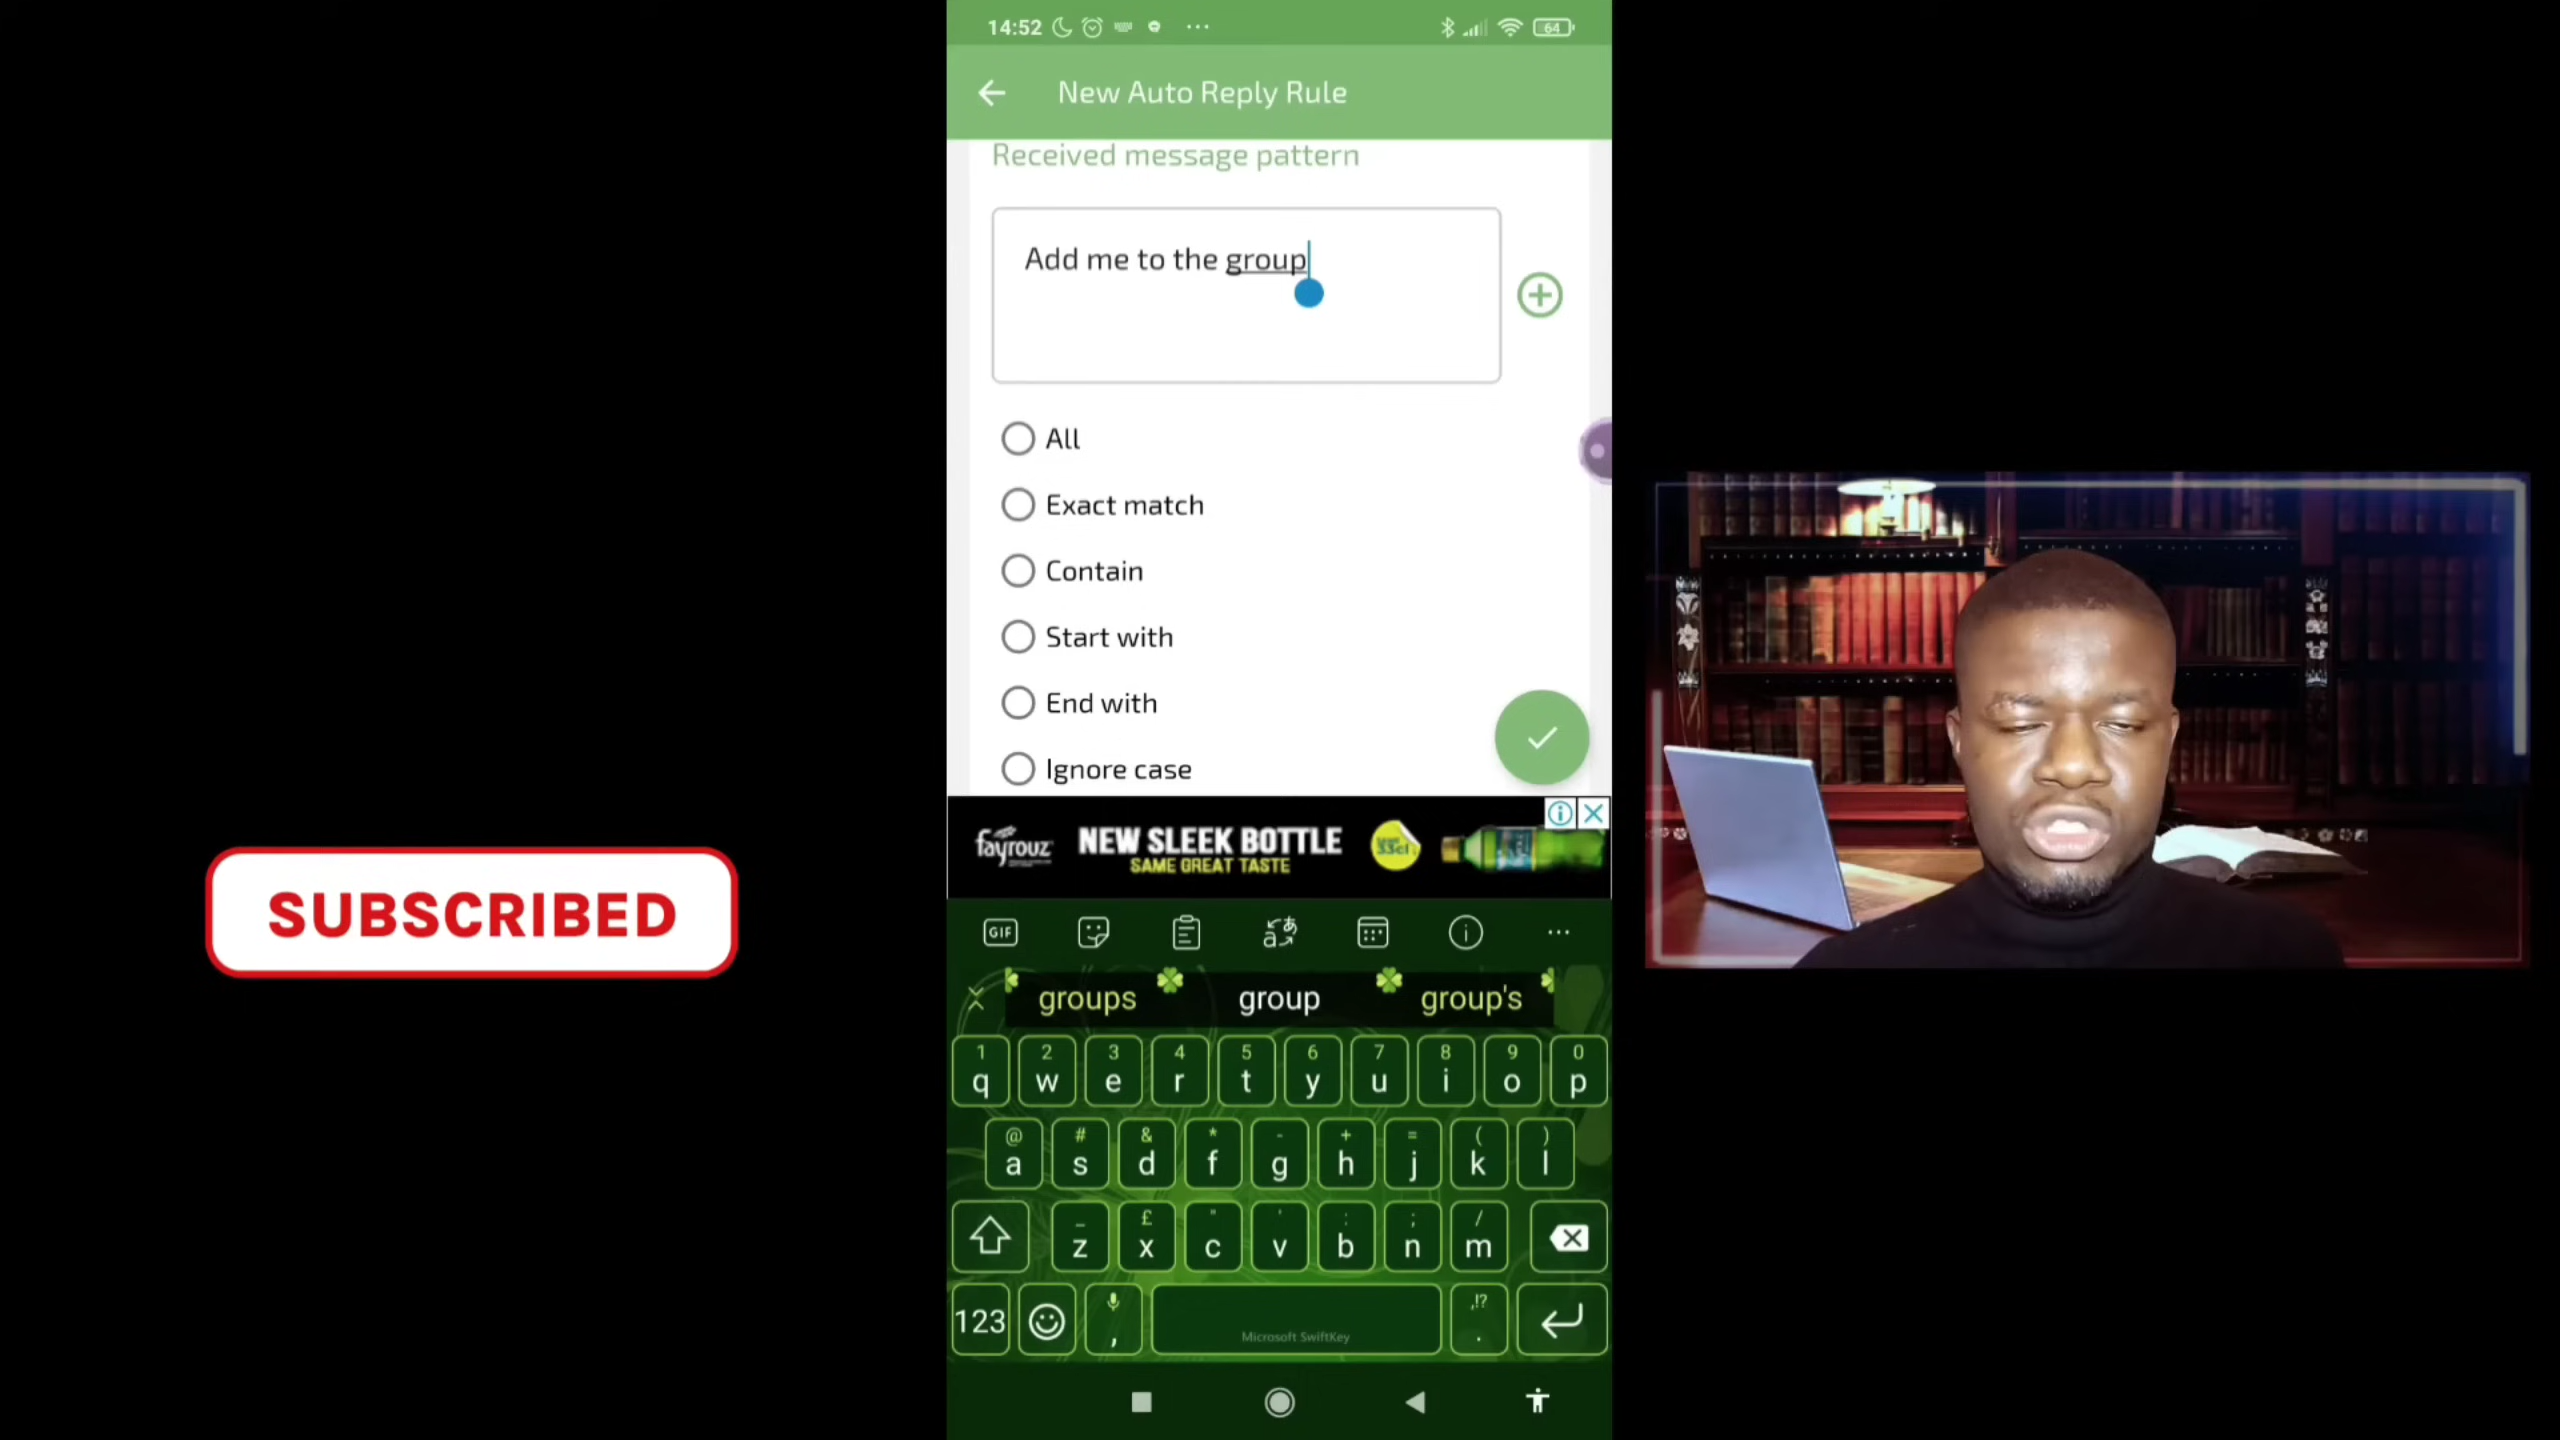 14:52
64
New Auto Reply Rule
Received message pattern
Add me to the group
All
Exact match
Contain
Start with
End with
Ignore case
fayrouz
NEW SLEEK BOTTLE
SAME GREAT TASTE
33cl
SUBSCRIBED
GIF
groups group group's
1 2 3 4 5 6 7 8 9 0
q w e r t y u i o p
@ # & * - + = ( )
a s d f g h j k l
_ £ " ' : ; /
z x c v b n m
123 , ,!? .
Microsoft SwiftKey